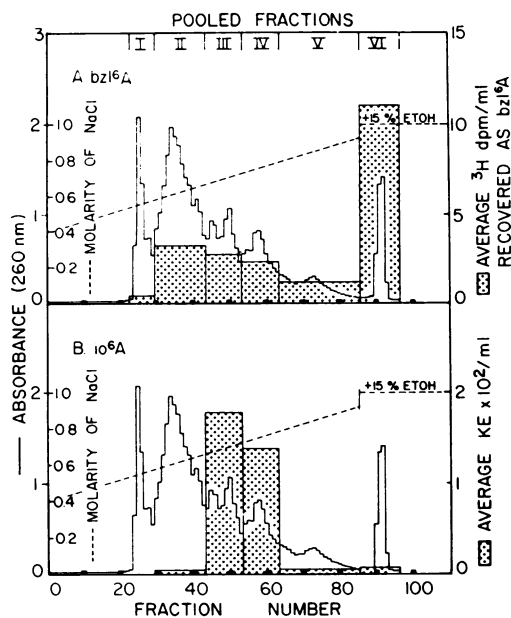 POOLED FRACTIONS
I II III IV V VI
3
2
1
0
15
10
5
0
A bzl⁶A
+15 % ETOH
1·0
0·8
0·6
0·4
0·2
MOLARITY OF NaCl
ABSORBANCE (260 nm)
AVERAGE ³H dpm/ml
RECOVERED AS bzl⁶A
B. 10⁶A
+15 % ETOH
2
1
0
1·0
0·8
0·6
0·4
0·2
MOLARITY OF NaCl
2
1
0
AVERAGE KE x 10²/ml
0 20 40 60 80 100
FRACTION NUMBER